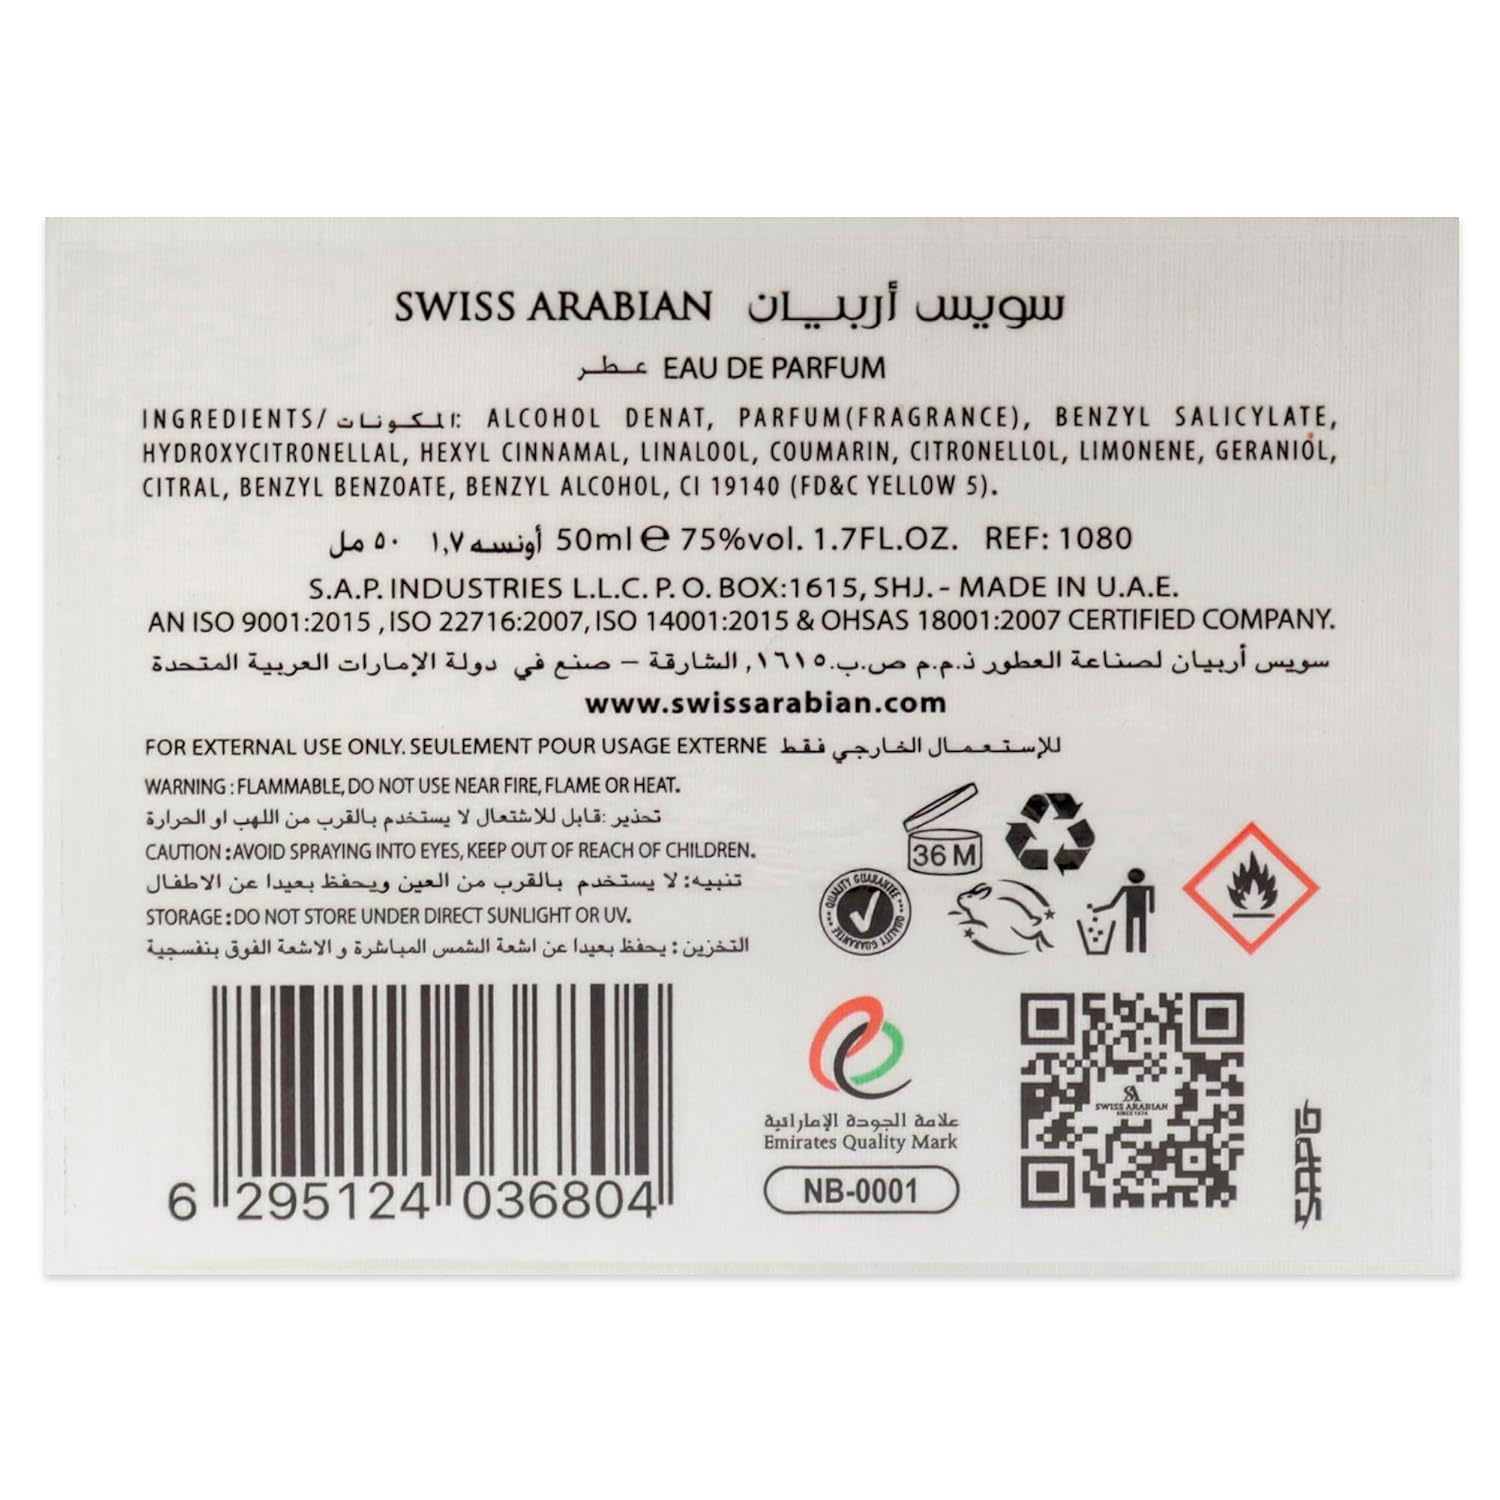 SWISS ARABIAN سويس أربيان
عطر EAU DE PARFUM
INGREDIENTS/ المكونات: ALCOHOL DENAT, PARFUM(FRAGRANCE), BENZYL SALICYLATE,
HYDROXYCITRONELLAL, HEXYL CINNAMAL, LINALOOL, COUMARIN, CITRONELLOL, LIMONENE, GERANIOL,
CITRAL, BENZYL BENZOATE, BENZYL ALCOHOL, CI 19140 (FD&C YELLOW 5).
٥٠ مل ١,٧ أونسه 50ml e 75%vol. 1.7FL.OZ. REF: 1080
S.A.P. INDUSTRIES L.L.C. P. O. BOX:1615, SHJ. - MADE IN U.A.E.
AN ISO 9001:2015 , ISO 22716:2007, ISO 14001:2015 & OHSAS 18001:2007 CERTIFIED COMPANY.
سويس أربيان لصناعة العطور ذ.م.م ص.ب.١٦١٥, الشارقة – صنع في دولة الإمارات العربية المتحدة
www.swissarabian.com
FOR EXTERNAL USE ONLY. SEULEMENT POUR USAGE EXTERNE للإستعمال الخارجي فقط
WARNING : FLAMMABLE, DO NOT USE NEAR FIRE, FLAME OR HEAT.
تحذير :قابل للاشتعال لا يستخدم بالقرب من اللهب او الحرارة
CAUTION : AVOID SPRAYING INTO EYES, KEEP OUT OF REACH OF CHILDREN.
تنبيه: لا يستخدم بالقرب من العين ويحفظ بعيدا عن الاطفال
STORAGE : DO NOT STORE UNDER DIRECT SUNLIGHT OR UV.
التخزين : يحفظ بعيدا عن اشعة الشمس المباشرة و الاشعة الفوق بنفسجية
36 M
QUALITY GUARANTEE
QUALITY GUARANTEE
6 295124 036804
علامة الجودة الإماراتية
Emirates Quality Mark
NB-0001
SA
SWISS ARABIAN
SINCE 1974
SAPG